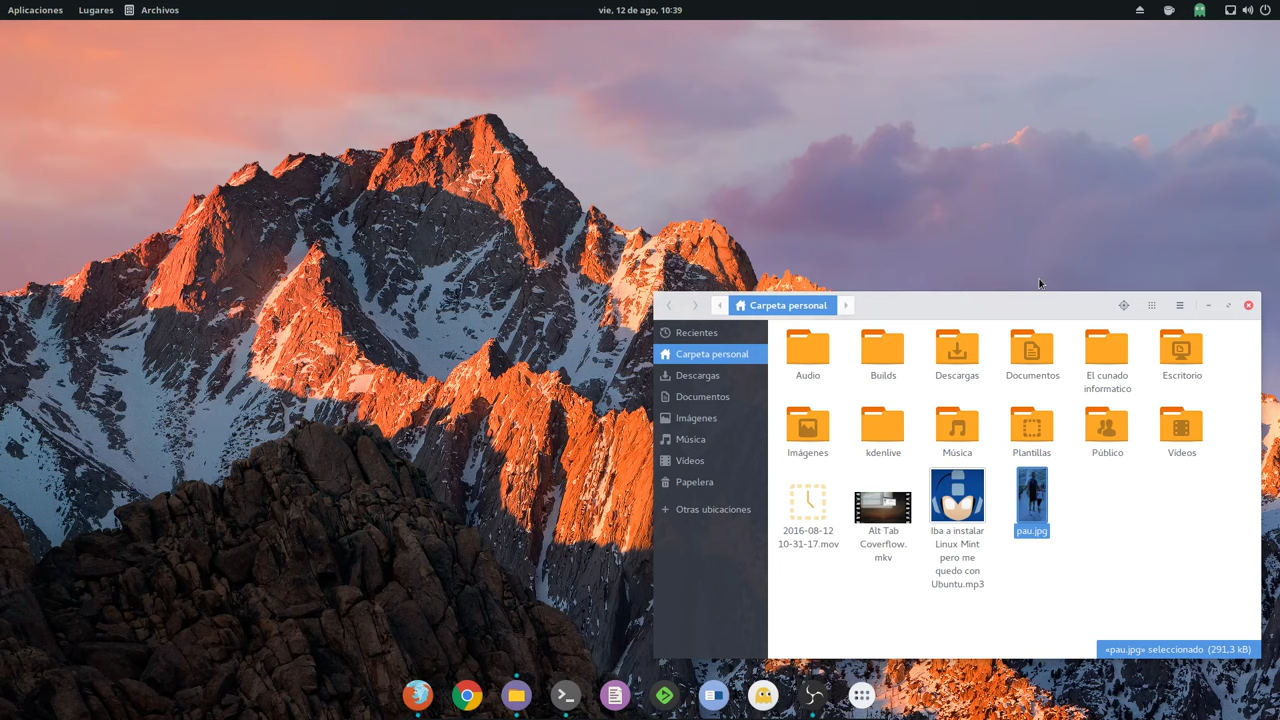 Aplicaciones Lugares Archivos vie, 12 de ago, 10:39
Carpeta personal
Recientes
Carpeta personal
Descargas
Documentos
Imágenes
Música
Vídeos
Papelera
Otras ubicaciones
Audio
Builds
Descargas
Documentos
El cunado
informatico
Escritorio
Imágenes
kdenlive
Música
Plantillas
Público
Vídeos
2016-08-12
10-31-17.mov
Alt Tab
Coverflow.
mkv
Iba a instalar
Linux Mint
pero me
quedo con
Ubuntu.mp3
pau.jpg
«pau.jpg» seleccionado (291,3 kB)